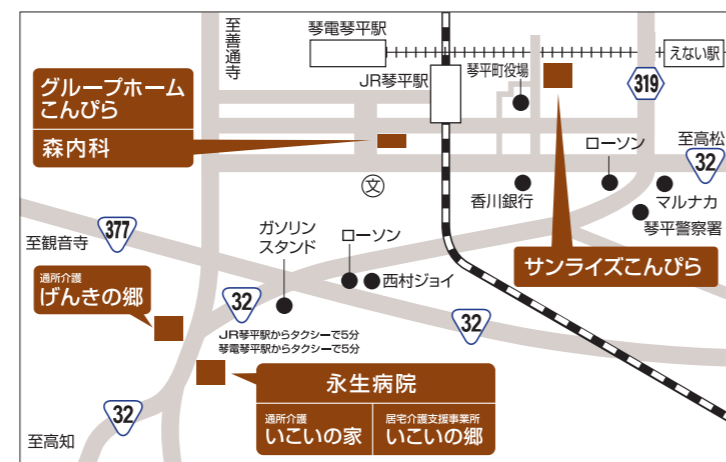 至善通寺
琴電琴平駅
えない駅
JR琴平駅
琴平町役場
319
グループホーム
こんぴら
森内科
ローソン
至高松
32
文
香川銀行
マルナカ
琴平警察署
377
至観音寺
ガソリン
スタンド
ローソン
西村ジョイ
サンライズこんぴら
通所介護
げんきの郷
32
32
JR琴平駅からタクシーで5分
琴電琴平駅からタクシーで5分
永生病院
通所介護
いこいの家
居宅介護支援事業所
いこいの郷
32
至高知